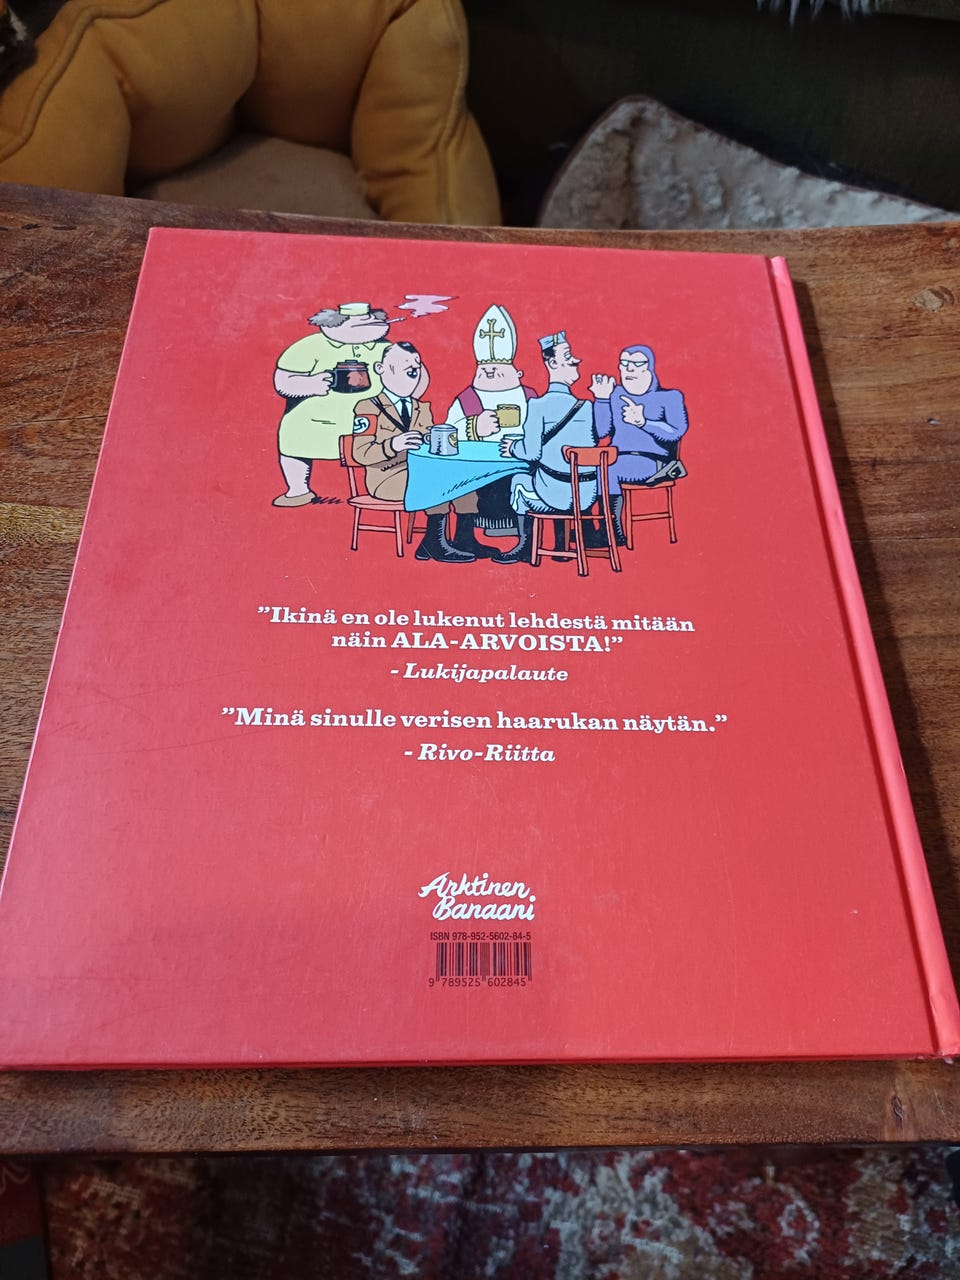 ”Ikinä en ole lukenut lehdestä mitään
näin ALA-ARVOISTA!”
- Lukijapalaute
”Minä sinulle verisen haarukan näytän.”
- Rivo-Riitta
Arktinen
Banaani
ISBN 978-952-5602-84-5
9 789525 602845